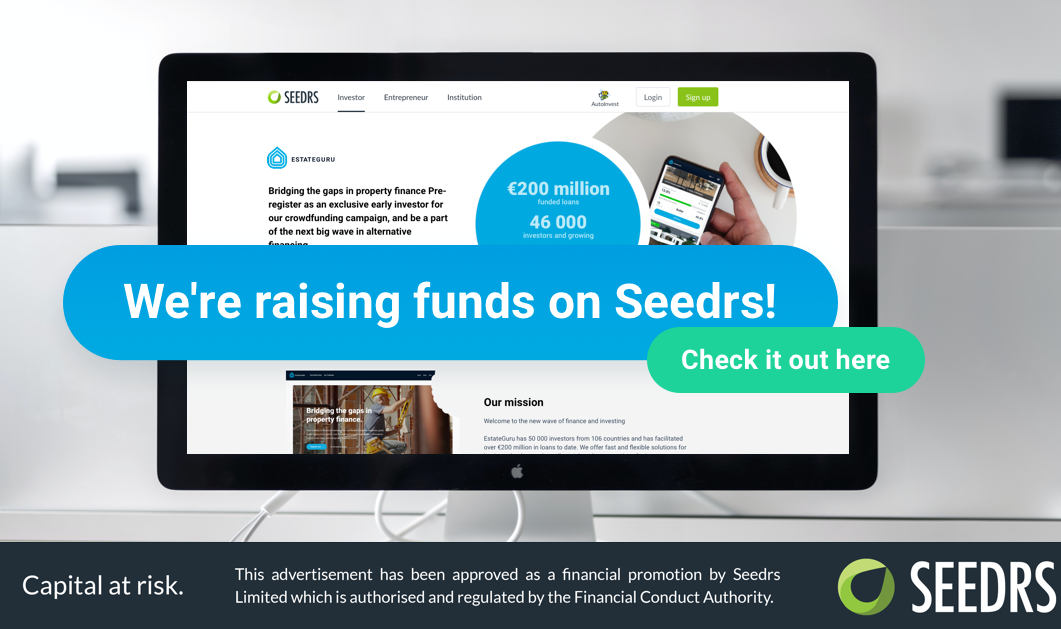 SEEDRS
Investor
Entrepreneur
Institution
AutoInvest
Login
Sign up
ESTATEGURU
Bridging the gaps in property finance Pre-
register as an exclusive early investor for
our crowdfunding campaign, and be a part
of the next big wave in alternative
financing
€200 million
funded loans
46 000
investors and growing
We're raising funds on Seedrs!
Check it out here
Bridging the gaps in
property finance.
Our mission
Welcome to the new wave of finance and investing
EstateGuru has 50 000 investors from 106 countries and has facilitated
over €200 million in loans to date. We offer fast and flexible solutions for
Capital at risk.
This advertisement has been approved as a financial promotion by Seedrs
Limited which is authorised and regulated by the Financial Conduct Authority.
SEEDRS